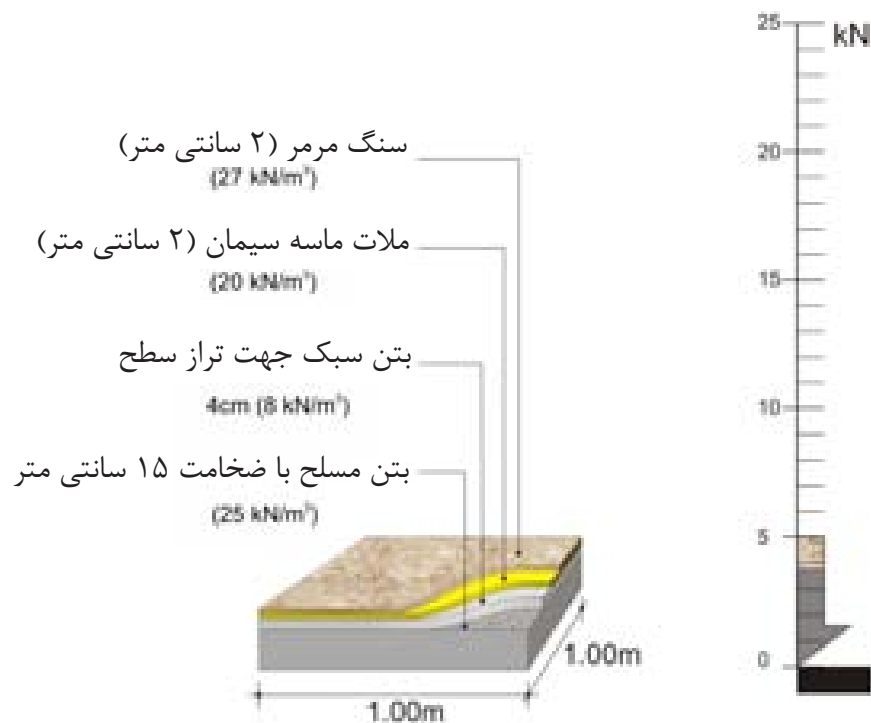 سنگ مرمر (۲ سانتی متر)
(27 kN/m³)
ملات ماسه سیمان (۲ سانتی متر)
(20 kN/m³)
بتن سبک جهت تراز سطح
4cm (8 kN/m³)
بتن مسلح با ضخامت ۱۵ سانتی متر
(25 kN/m³)
1.00m
1.00m
kN
25
20
15
10
5
0